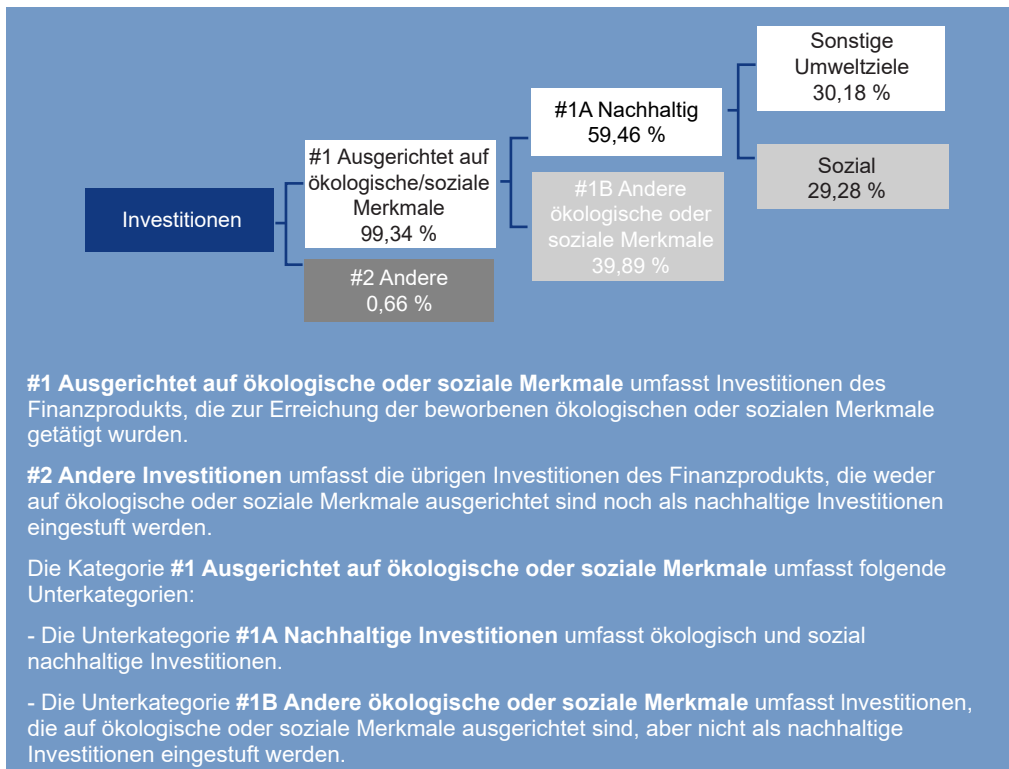 Sonstige
Umweltziele
30,18 %
#1A Nachhaltig
59,46 %
#1 Ausgerichtet auf
ökologische/soziale
Merkmale
99,34 %
Sozial
29,28 %
#1B Andere
ökologische oder
soziale Merkmale
39,89 %
Investitionen
#2 Andere
0,66 %
#1 Ausgerichtet auf ökologische oder soziale Merkmale umfasst Investitionen des
Finanzprodukts, die zur Erreichung der beworbenen ökologischen oder sozialen Merkmale
getätigt wurden.
#2 Andere Investitionen umfasst die übrigen Investitionen des Finanzprodukts, die weder
auf ökologische oder soziale Merkmale ausgerichtet sind noch als nachhaltige Investitionen
eingestuft werden.
Die Kategorie #1 Ausgerichtet auf ökologische oder soziale Merkmale umfasst folgende
Unterkategorien:
- Die Unterkategorie #1A Nachhaltige Investitionen umfasst ökologisch und sozial
nachhaltige Investitionen.
- Die Unterkategorie #1B Andere ökologische oder soziale Merkmale umfasst Investitionen,
die auf ökologische oder soziale Merkmale ausgerichtet sind, aber nicht als nachhaltige
Investitionen eingestuft werden.